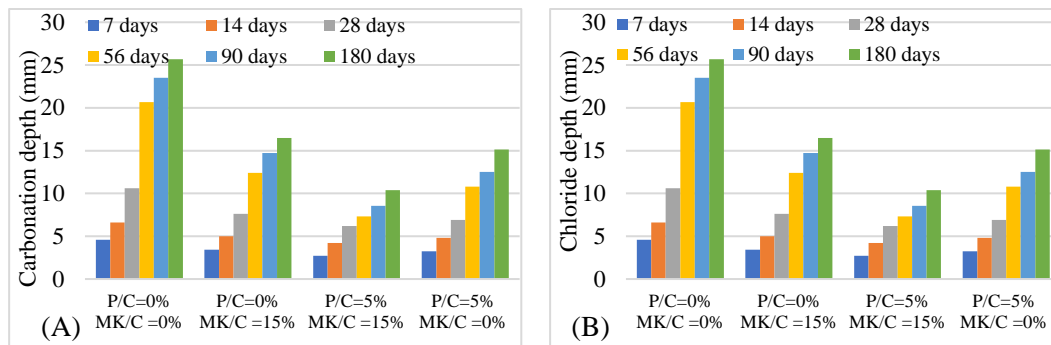 30
25
20
15
10
5
0
Carbonation depth (mm)
7 days 14 days 28 days
56 days 90 days 180 days
P/C=0% P/C=0% P/C=5% P/C=5%
MK/C =0% MK/C =15% MK/C =15% MK/C =0%
(A)
30
25
20
15
10
5
0
Chloride depth (mm)
7 days 14 days 28 days
56 days 90 days 180 days
P/C=0% P/C=0% P/C=5% P/C=5%
MK/C =0% MK/C =15% MK/C =15% MK/C =0%
(B)